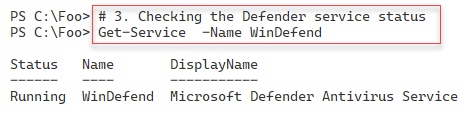 PS C:\Foo> # 3. Checking the Defender service status
PS C:\Foo> Get-Service  -Name WinDefend
Status   Name       DisplayName
------   ----       -----------
Running  WinDefend  Microsoft Defender Antivirus Service